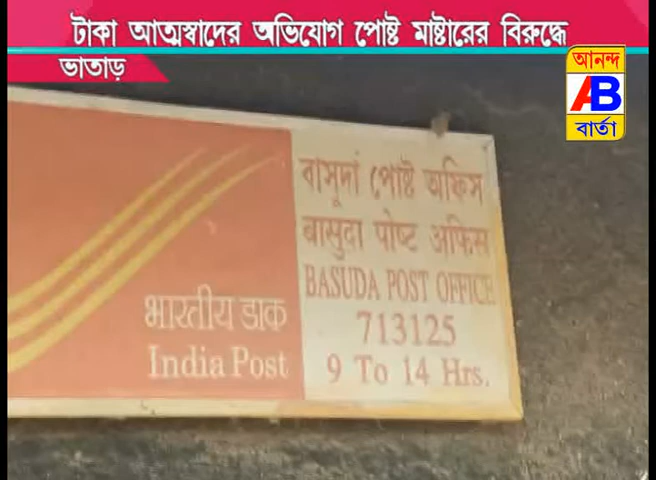 টাকা আত্মস্বাদের অভিযোগ পোষ্ট মাষ্টারের বিরুদ্ধে
ভাতাড়
আনন্দ
AB
বার্তা
বাসুদাঁ পোষ্ট অফিস
बासुदा पोष्ट अफिस
BASUDA POST OFFICE
713125
9 To 14 Hrs.
भारतीय डाक
India Post